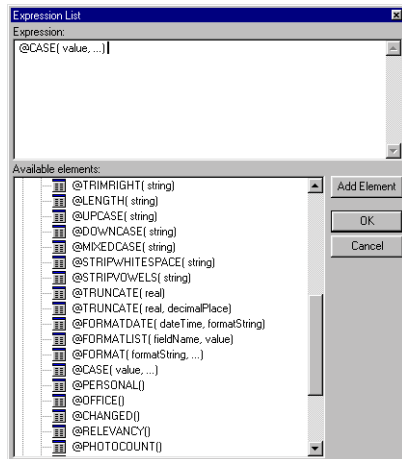 Expression List
Expression:
@CASE( value, ...)
Available elements:
@TRIMRIGHT( string)
@LENGTH( string)
@UPCASE( string)
@DOWNCASE( string)
@MIXEDCASE( string)
@STRIPWHITESPACE( string)
@STRIPVOWELS( string)
@TRUNCATE( real)
@TRUNCATE( real, decimalPlace)
@FORMATDATE( dateTime, formatString)
@FORMATLIST( fieldName, value)
@FORMAT( formatString, ...)
@CASE( value, ...)
@PERSONAL()
@OFFICE()
@CHANGED()
@RELEVANCY()
@PHOTOCOUNT()
Add Element
OK
Cancel